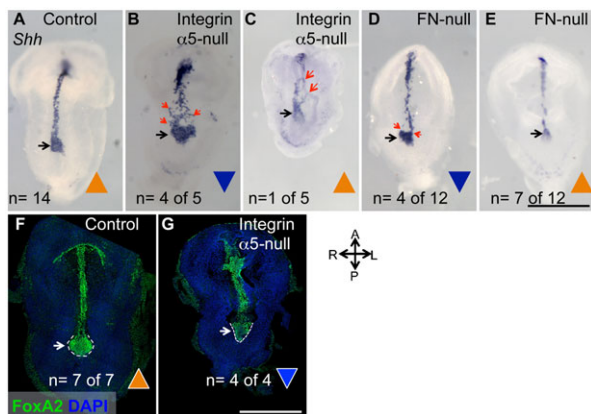 A Control
Shh
n= 14
B Integrin
α5-null
n= 4 of 5
C Integrin
α5-null
n=1 of 5
D FN-null
n= 4 of 12
E FN-null
n= 7 of 12
F Control
n= 7 of 7
FoxA2 DAPI
G Integrin
α5-null
n= 4 of 4
A
R L
P